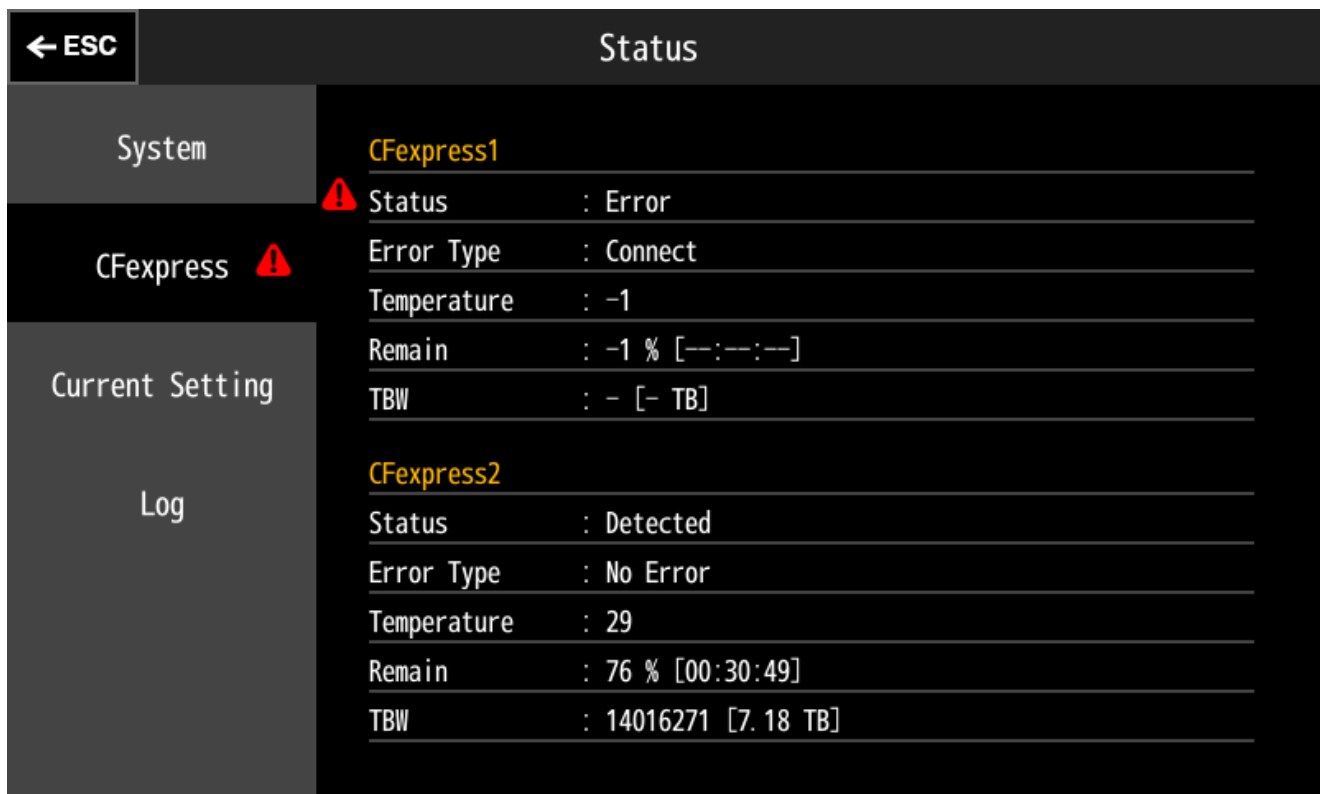 ← ESC
Status
System
CFexpress
Current Setting
Log
CFexpress1
Status : Error
Error Type : Connect
Temperature : −1
Remain : −1 % [−−:−−:−−]
TBW : − [− TB]
CFexpress2
Status : Detected
Error Type : No Error
Temperature : 29
Remain : 76 % [00:30:49]
TBW : 14016271 [7.18 TB]